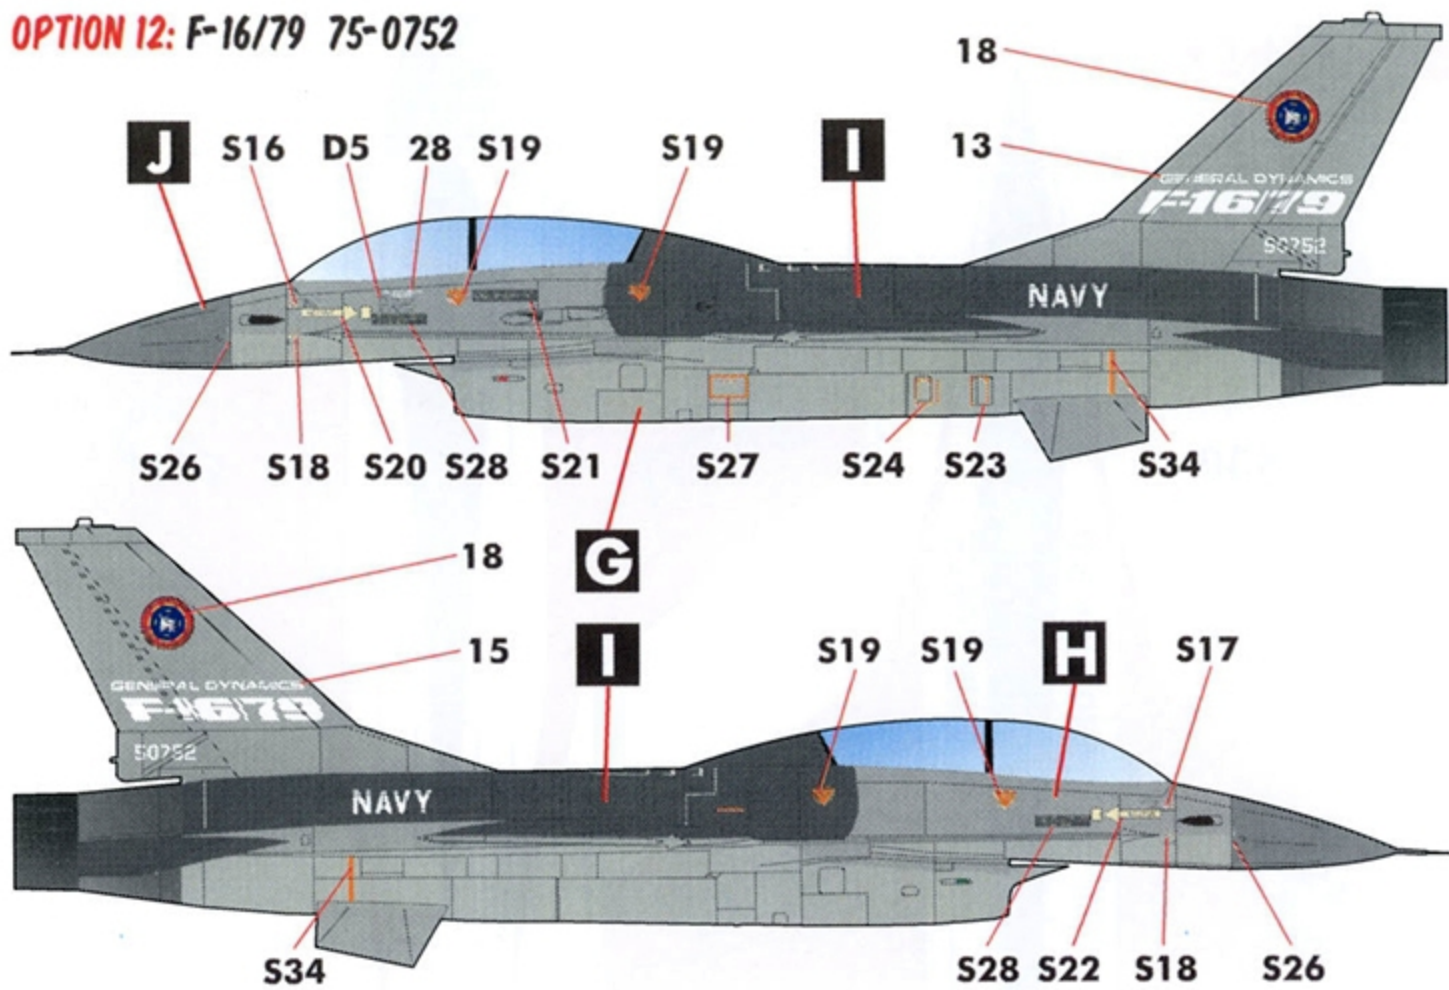 OPTION 12: F-16/79 75-0752
18
J S16 D5 28 S19 S19 I 13
GENERAL DYNAMICS
F-16/79
50752
NAVY
S26 S18 S20 S28 S21 S27 S24 S23 S34
G
18
I S19 S19 H S17
15
GENERAL DYNAMICS
F-16/79
50752
NAVY
S34 S28 S22 S18 S26